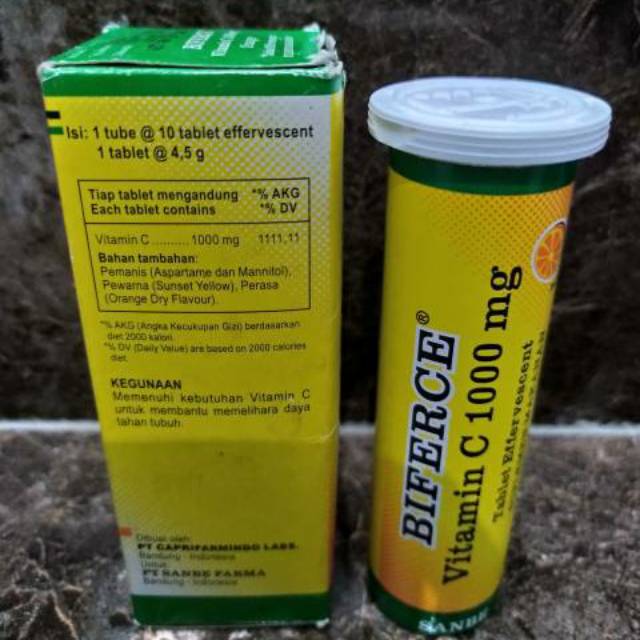 BIFERCE
Isi: 1 tube @ 10 tablet effervescent
1 tablet @ 4,5 g
Tiap tablet mengandung *% AKG
Each tablet contains *% DV
Vitamin C.......... 1000 mg 1111,11
Bahan tambahan:
Pemanis (Aspartame dan Mannitol),
Pewarna (Sunset Yellow), Perasa
(Orange Dry Flavour).
*% AKG (Angka Kecukupan Gizi) berdasarkan
diet 2000 kalori.
*% DV (Daily Value) are based on 2000 calories
diet.
KEGUNAAN
Memenuhi kebutuhan Vitamin C
untuk membantu memelihara daya
tahan tubuh.
Dibuat oleh:
PT CAPRIFARMINDO LABS.
Bandung - Indonesia
Untuk:
PT SANBE FARMA
Bandung - Indonesia
BIFERCE®
Vitamin C 1000 mg
Tablet Effervescent
SANBE